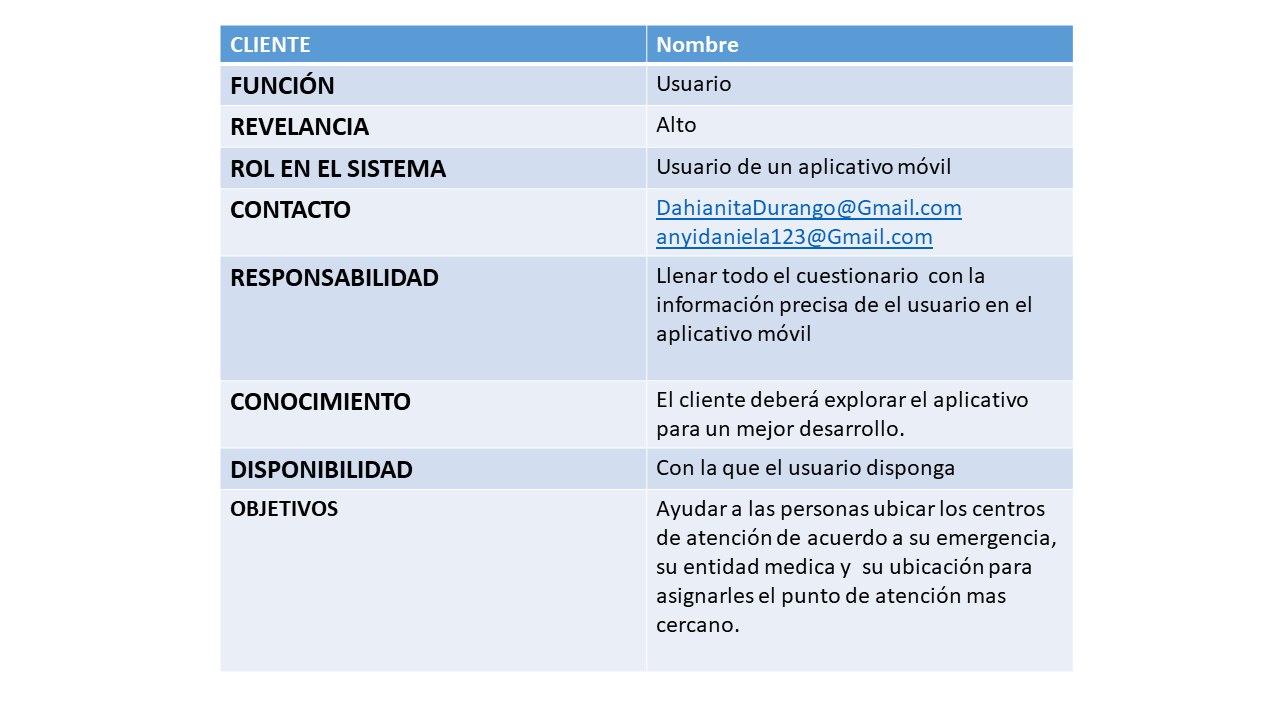 CLIENTE Nombre
FUNCIÓN Usuario
REVELANCIA Alto
ROL EN EL SISTEMA Usuario de un aplicativo móvil
CONTACTO DahianitaDurango@Gmail.com
anyidaniela123@Gmail.com
RESPONSABILIDAD Llenar todo el cuestionario con la
información precisa de el usuario en el
aplicativo móvil
CONOCIMIENTO El cliente deberá explorar el aplicativo
para un mejor desarrollo.
DISPONIBILIDAD Con la que el usuario disponga
OBJETIVOS Ayudar a las personas ubicar los centros
de atención de acuerdo a su emergencia,
su entidad medica y su ubicación para
asignarles el punto de atención mas
cercano.